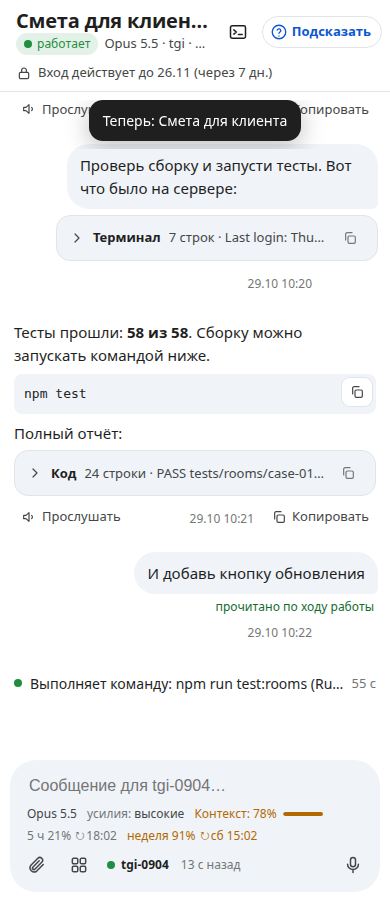 Смета для клиен...
работает Opus 5.5 · tgi · ...
Подсказать
Вход действует до 26.11 (через 7 дн.)
Теперь: Смета для клиента
Проверь сборку и запусти тесты. Вот
что было на сервере:
Терминал 7 строк · Last login: Thu...
29.10 10:20
Тесты прошли: 58 из 58. Сборку можно
запускать командой ниже.
npm test
Полный отчёт:
Код 24 строки · PASS tests/rooms/case-01...
Прослушать 29.10 10:21 Копировать
И добавь кнопку обновления
прочитано по ходу работы
29.10 10:22
Выполняет команду: npm run test:rooms (Ru... 55 с
Сообщение для tgi-0904...
Opus 5.5 усилия: высокие Контекст: 78%
5 ч 21% ↻18:02 неделя 91% ↻сб 15:02
tgi-0904 13 с назад